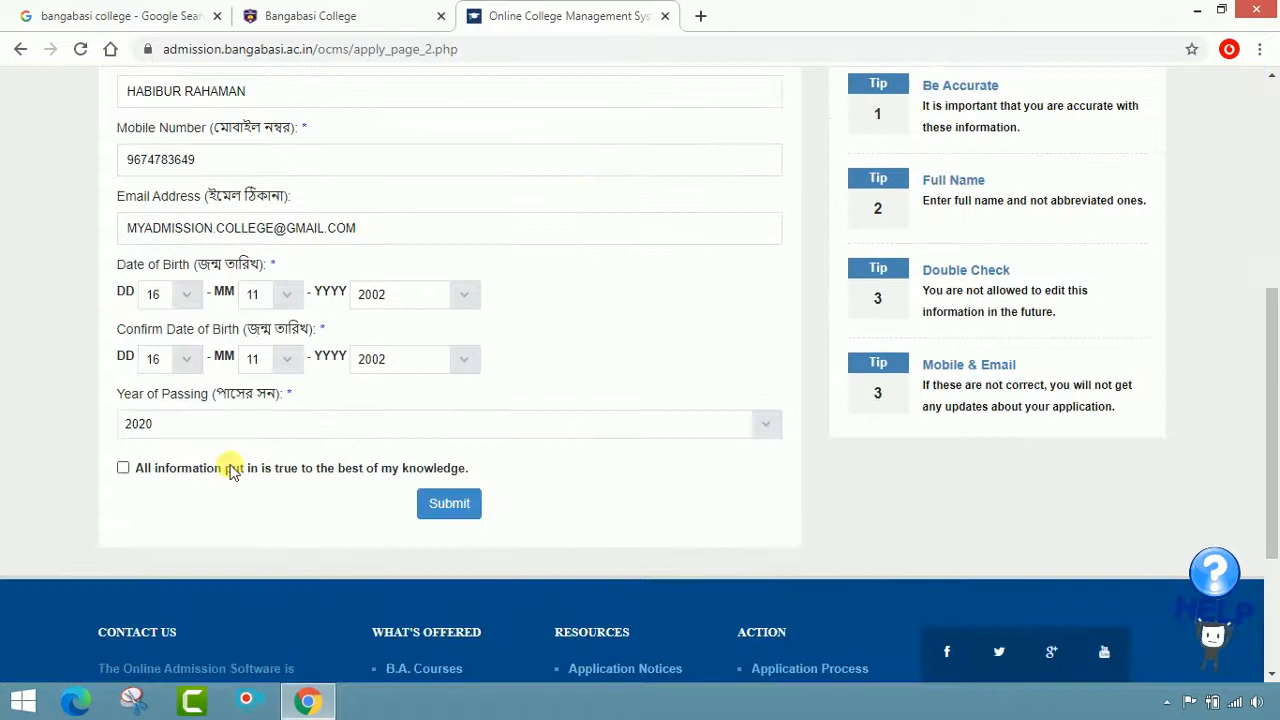 bangabasi college - Google Sea
Bangabasi College
Online College Management Sys
admission.bangabasi.ac.in/ocms/apply_page_2.php
HABIBUR RAHAMAN
Mobile Number (মোবাইল নম্বর): *
9674783649
Email Address (ইমেল ঠিকানা):
MYADMISSION.COLLEGE@GMAIL.COM
Date of Birth (জন্ম তারিখ): *
DD 16 - MM 11 - YYYY 2002
Confirm Date of Birth (জন্ম তারিখ): *
DD 16 - MM 11 - YYYY 2002
Year of Passing (পাসের সন): *
2020
All information put in is true to the best of my knowledge.
Submit
Tip
1
Be Accurate
It is important that you are accurate with
these information.
Tip
2
Full Name
Enter full name and not abbreviated ones.
Tip
3
Double Check
You are not allowed to edit this
information in the future.
Tip
3
Mobile & Email
If these are not correct, you will not get
any updates about your application.
HELP
CONTACT US
The Online Admission Software is
WHAT'S OFFERED
B.A. Courses
RESOURCES
Application Notices
ACTION
Application Process